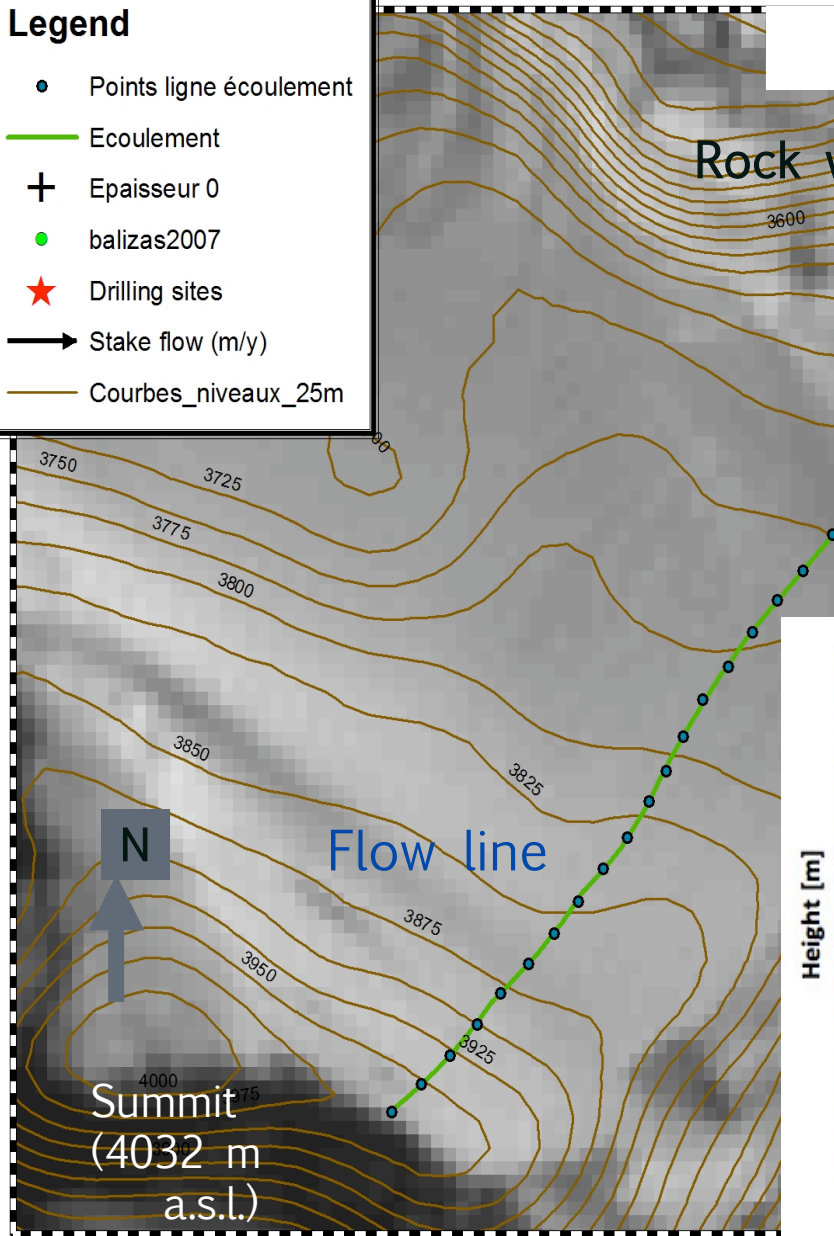 Legend
Points ligne écoulement
Ecoulement
Epaisseur 0
balizas2007
Drilling sites
Stake flow (m/y)
Courbes_niveaux_25m
Rock
3600
3750
3725
3775
3800
3850
3825
N
Flow line
Height [m]
3875
3950
3925
4000
Summit
(4032 m
a.s.l.)